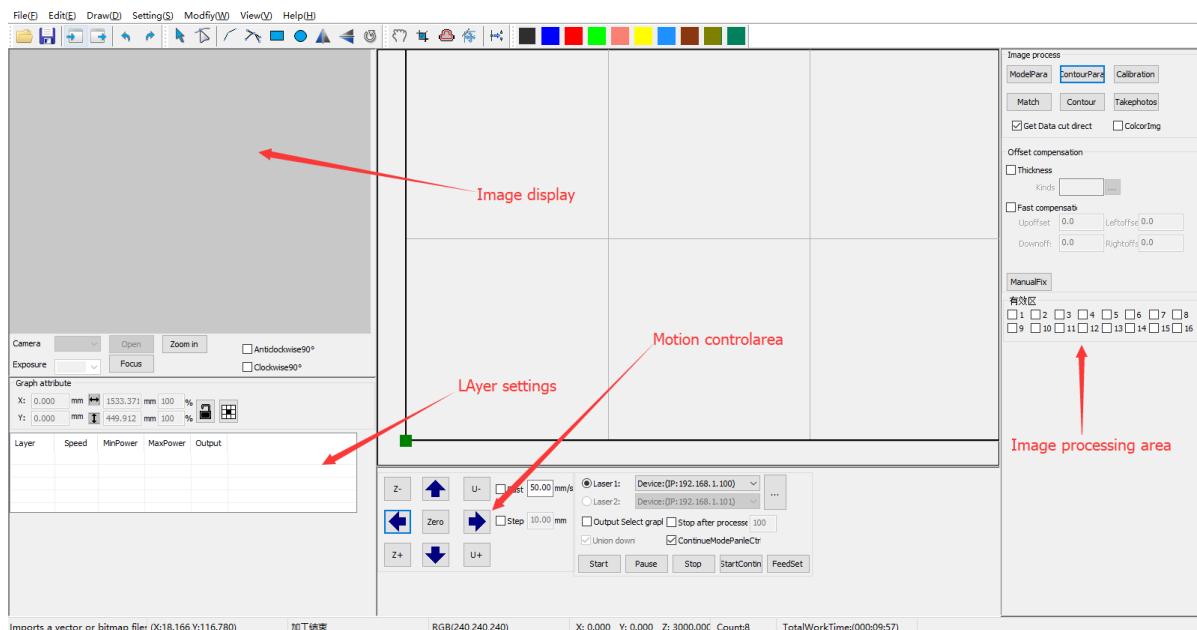 File(F) Edit(E) Draw(D) Setting(S) Modfiy(W) View(V) Help(H)
Image process
ModelPara ContourPara Calibration
Match Contour Takephotos
Get Data cut direct ColcorImg
Offset compensation
Thickness
Kinds ...
Fast compensati
Upoffset 0.0 Leftoffse 0.0
Downoff: 0.0 Rightoffs 0.0
ManualFix
有效区
1 2 3 4 5 6 7 8
9 10 11 12 13 14 15 16
Image processing area
Image display
Motion controlarea
LAyer settings
Camera Open Zoom in Anticlockwise90°
Exposure Focus Clockwise90°
Graph attribute
X: 0.000 mm 1533.371 mm 100 %
Y: 0.000 mm 449.912 mm 100 %
Layer Speed MinPower MaxPower Output
Z- U- 50.00 mm/s
Zero Step 10.00 mm
Z+ U+
Laser1: Device:(IP:192.168.1.100) ...
Laser2: Device:(IP:192.168.1.101)
Output Select grapl Stop after processe 100
Union down ContinueModePanleCtr
Start Pause Stop StartContin FeedSet
Imports a vector or bitmap file: (X:18.166,Y:116.780) 加工结束 RGB(240,240,240) X: 0.000 Y: 0.000 Z: 3000.000 Count:8 TotalWorkTime:(000:09:57)